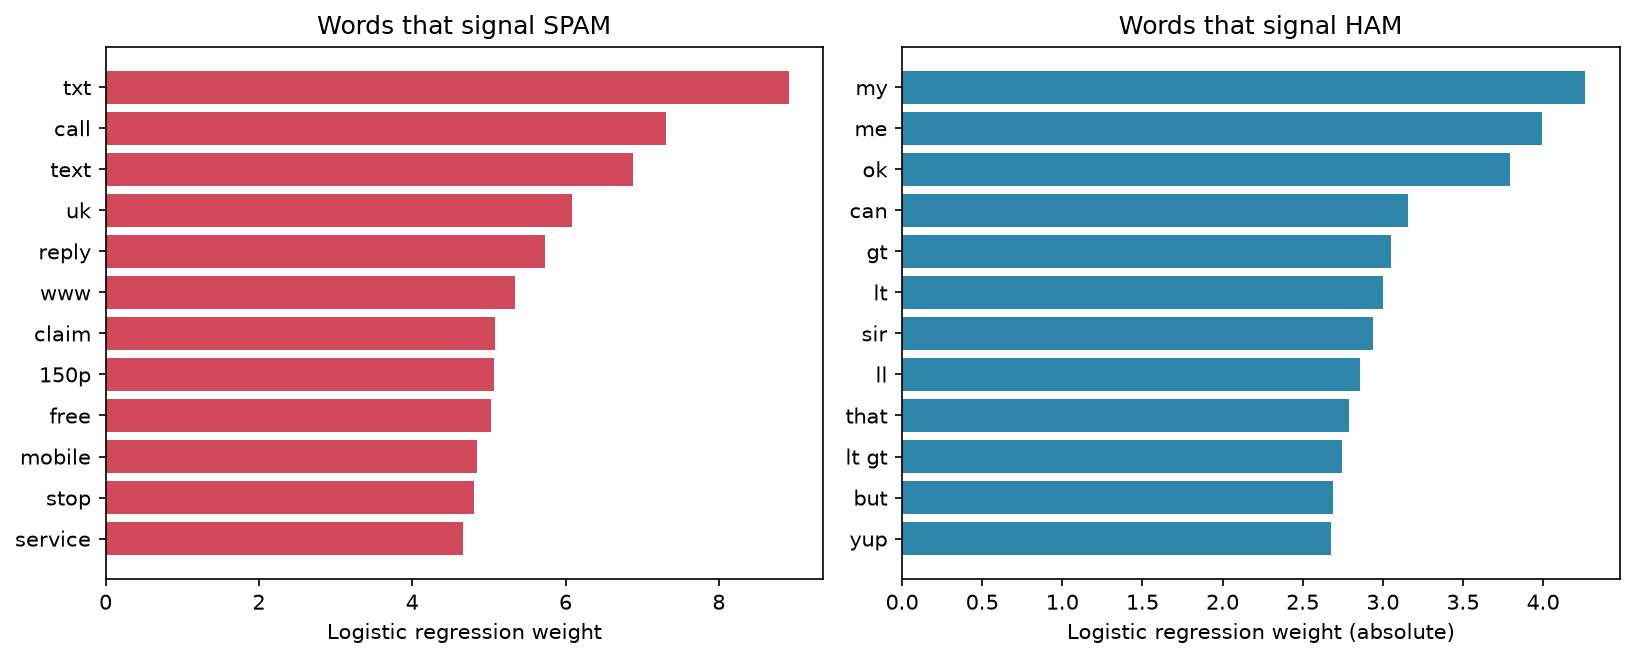 Words that signal SPAM
txt
call
text
uk
reply
www
claim
150p
free
mobile
stop
service
0 2 4 6 8
Logistic regression weight
Words that signal HAM
my
me
ok
can
gt
lt
sir
ll
that
lt gt
but
yup
0.0 0.5 1.0 1.5 2.0 2.5 3.0 3.5 4.0
Logistic regression weight (absolute)